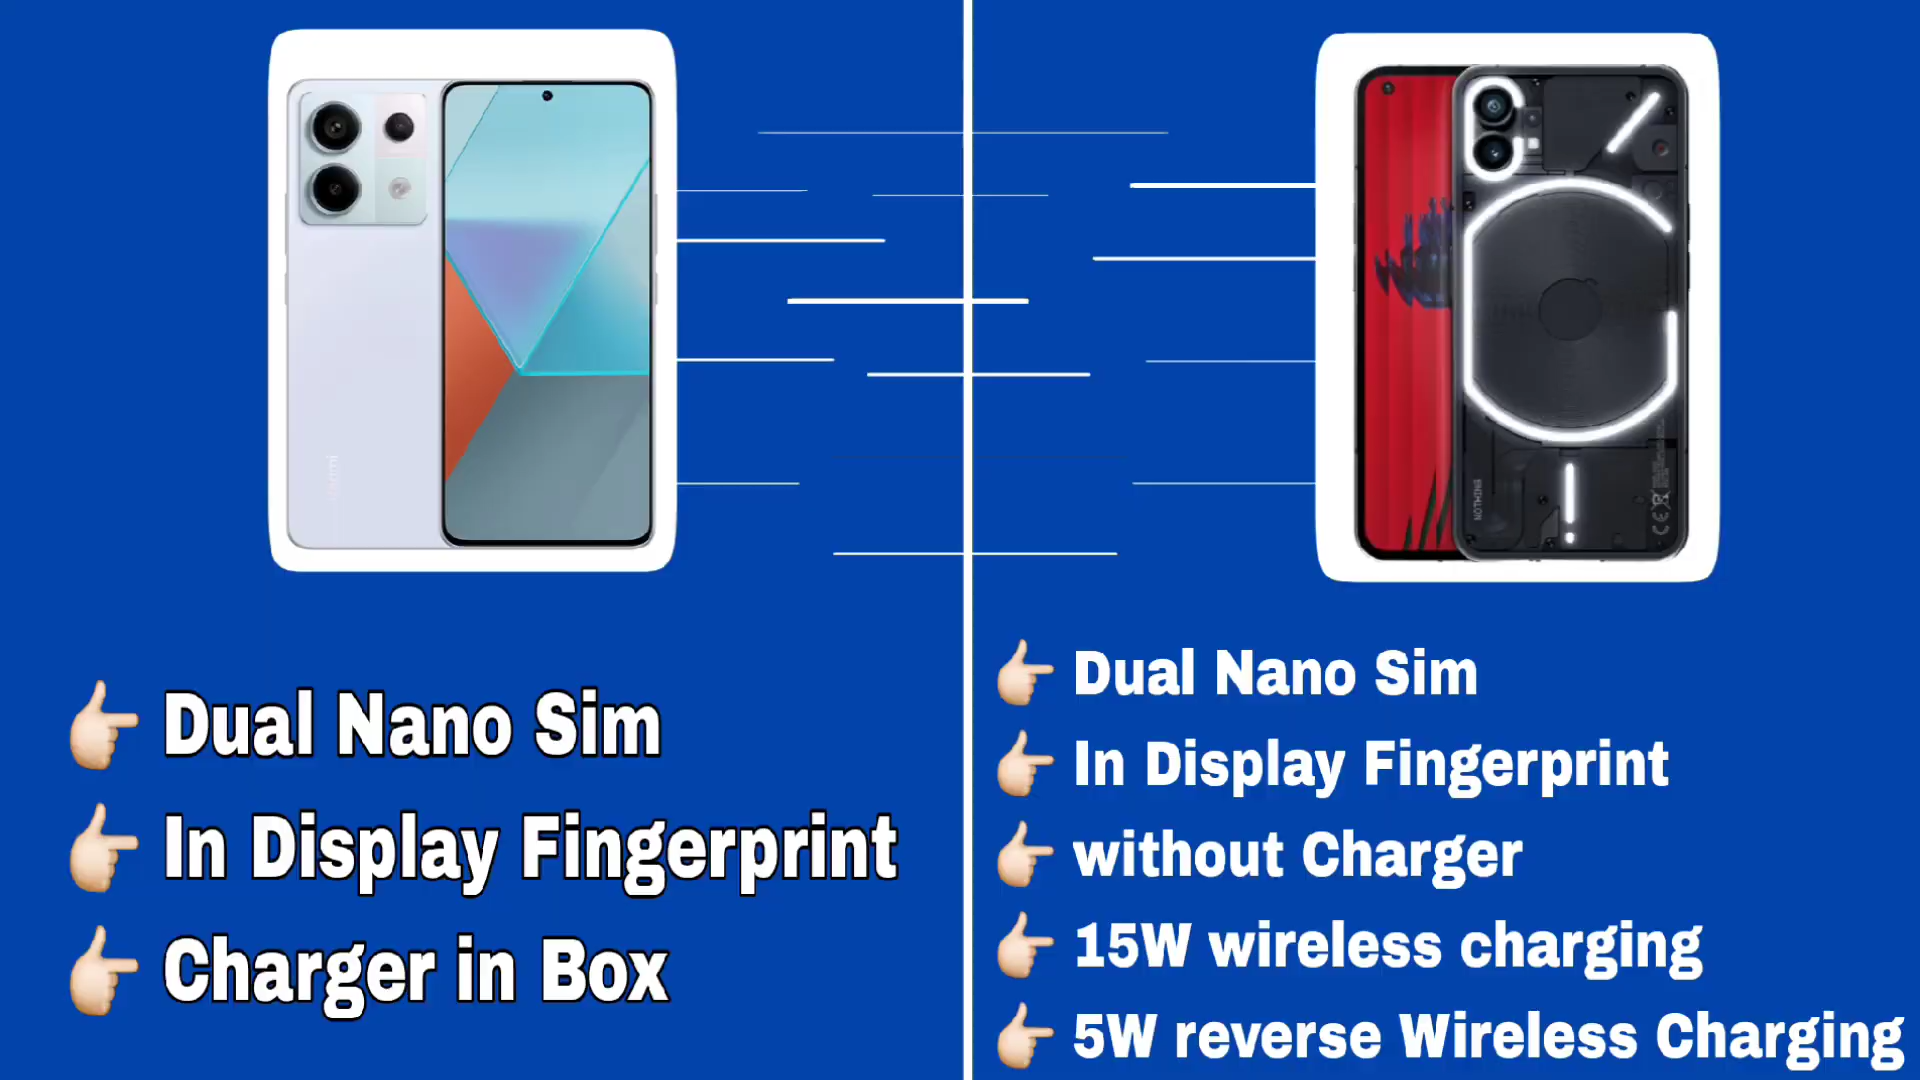 NOTHING
Dual Nano Sim
In Display Fingerprint
Charger in Box
Dual Nano Sim
In Display Fingerprint
without Charger
15W wireless charging
5W reverse Wireless Charging